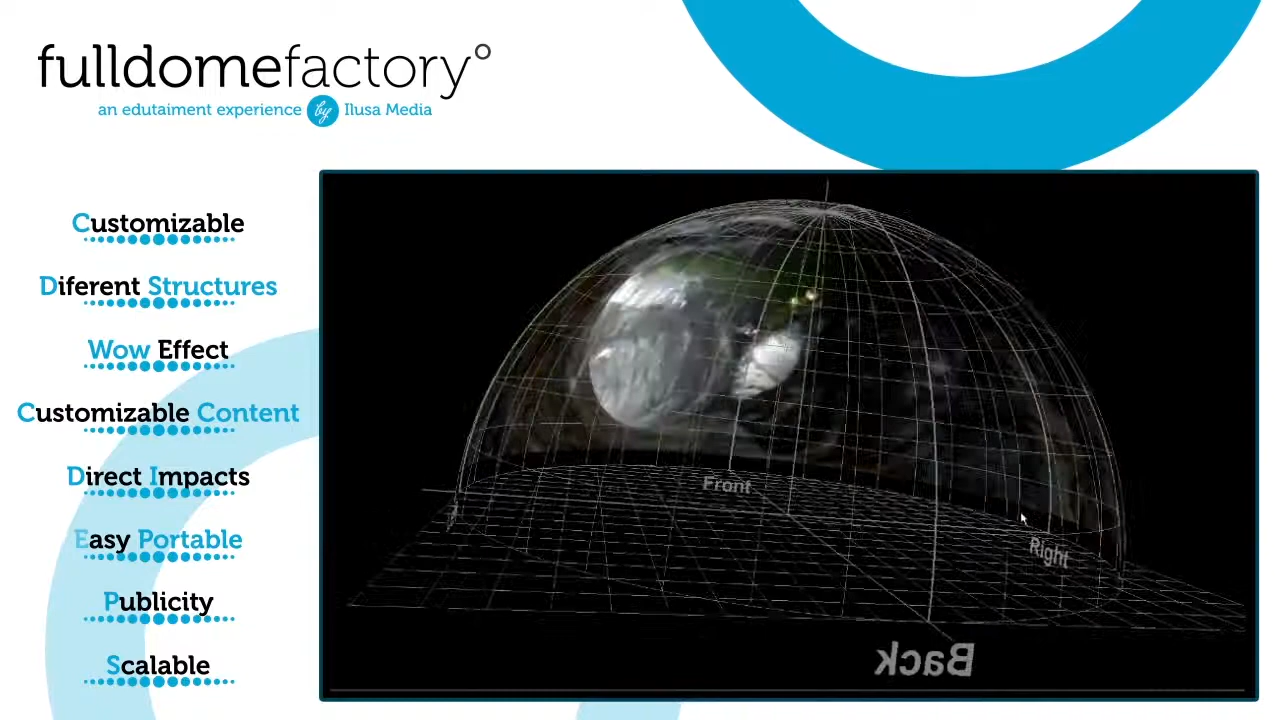 fulldomefactory°
an edutaiment experience by Ilusa Media
Customizable
Diferent Structures
Wow Effect
Customizable Content
Direct Impacts
Easy Portable
Publicity
Scalable
Front
Right
Back